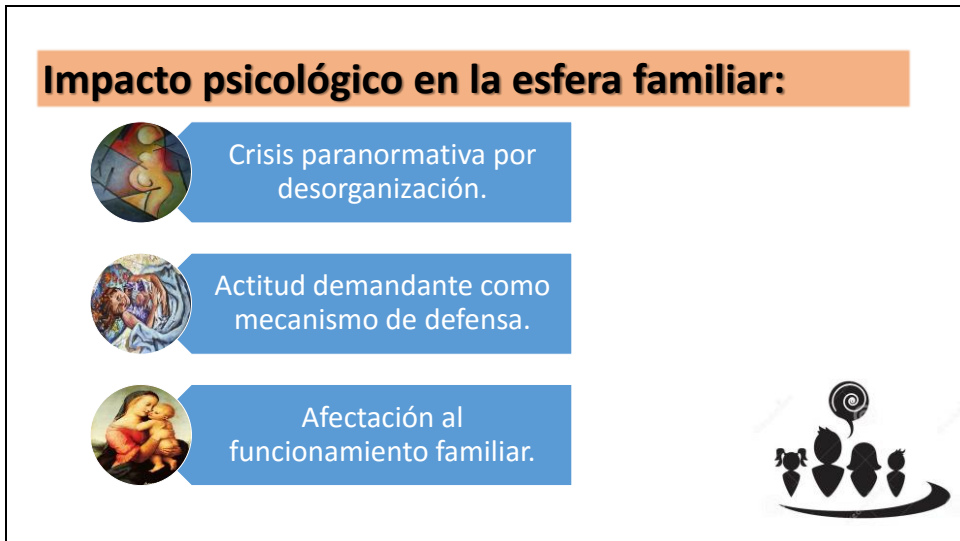 Impacto psicológico en la esfera familiar:
Crisis paranormativa por
desorganización.
Actitud demandante como
mecanismo de defensa.
Afectación al
funcionamiento familiar.